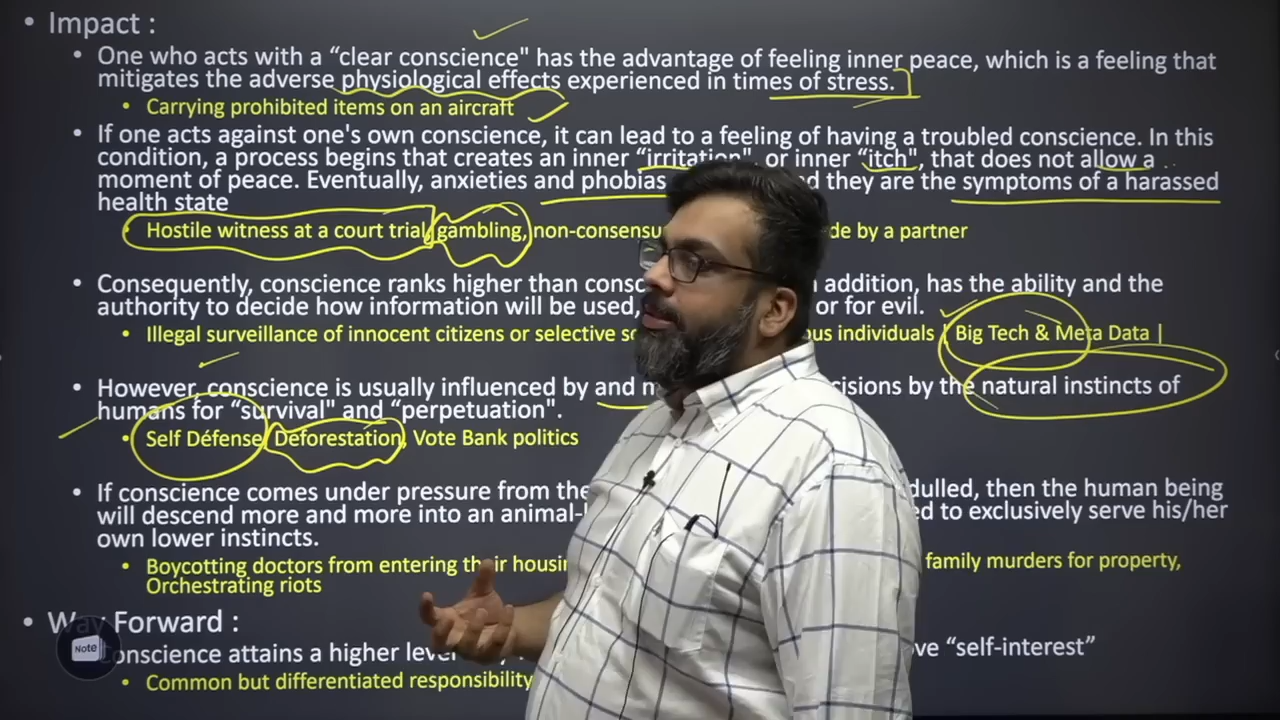 • Impact :
• One who acts with a “clear conscience" has the advantage of feeling inner peace, which is a feeling that
mitigates the adverse physiological effects experienced in times of stress.
• Carrying prohibited items on an aircraft
• If one acts against one's own conscience, it can lead to a feeling of having a troubled conscience. In this
condition, a process begins that creates an inner “irritation", or inner “itch", that does not allow a
moment of peace. Eventually, anxieties and phobias they are the symptoms of a harassed
health state
• Hostile witness at a court trial, gambling, by a partner
• Consequently, conscience ranks higher than addition, has the ability and the
authority to decide how information will be used, or for evil.
• Illegal surveillance of innocent citizens or selective individuals | Big Tech & Meta Data |
• However, conscience is usually influenced by and by the natural instincts of
humans for “survival" and “perpetuation".
• Self Défense, Deforestation, Vote Bank politics
• If conscience comes under pressure from the dulled, then the human being
will descend more and more into an to exclusively serve his/her
own lower instincts.
• Boycotting doctors from entering their family murders for property,
Orchestrating riots
• Way Forward :
Conscience attains a higher “self-interest”
• Common but differentiated responsibility
Note